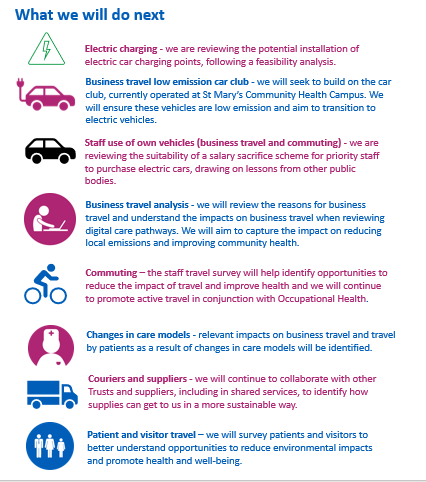 What we will do next
Electric charging - we are reviewing the potential installation of
electric car charging points, following a feasibility analysis.
Business travel low emission car club - we will seek to build on the car
club, currently operated at St Mary's Community Health Campus. We
will ensure these vehicles are low emission and aim to transition to
electric vehicles.
Staff use of own vehicles (business travel and commuting) - we are
reviewing the suitability of a salary sacrifice scheme for priority staff
to purchase electric cars, drawing on lessons from other public
bodies.
Business travel analysis - we will review the reasons for business
travel and understand the impacts on business travel when reviewing
digital care pathways. We will aim to capture the impact on reducing
local emissions and improving community health.
Commuting – the staff travel survey will help identify opportunities to
reduce the impact of travel and improve health and we will continue
to promote active travel in conjunction with Occupational Health.
Changes in care models - relevant impacts on business travel and travel
by patients as a result of changes in care models will be identified.
Couriers and suppliers - we will continue to collaborate with other
Trusts and suppliers, including in shared services, to identify how
supplies can get to us in a more sustainable way.
Patient and visitor travel – we will survey patients and visitors to
better understand opportunities to reduce environmental impacts
and promote health and well-being.